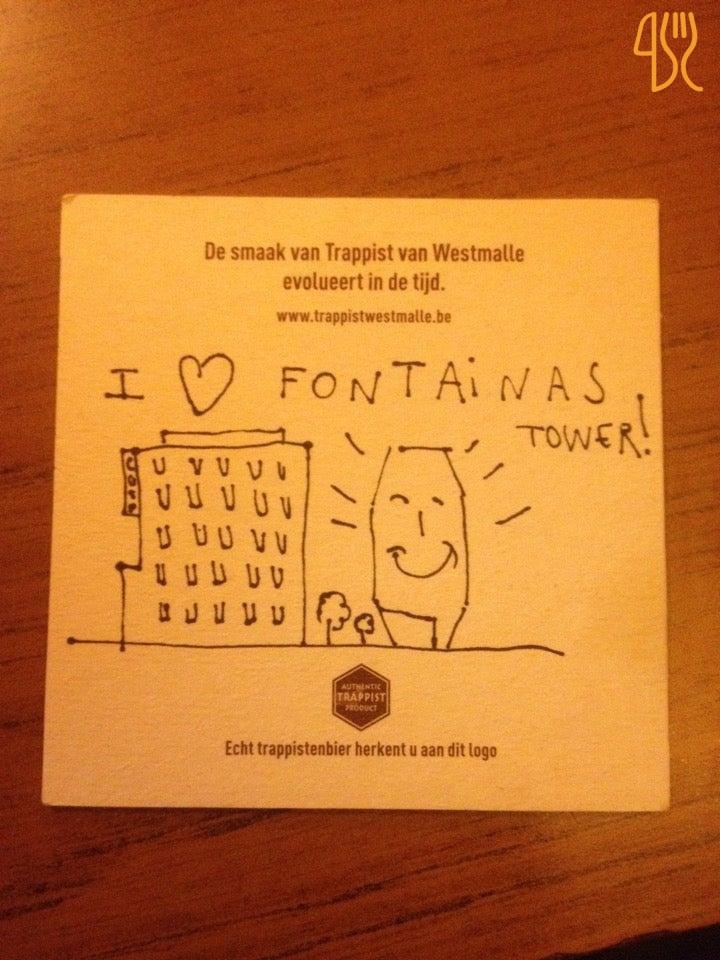 De smaak van Trappist van Westmalle
evolueert in de tijd.
www.trappistwestmalle.be
I ♡ FONTAiNAS
TOWER!
AUTHENTIC
TRAPPIST
PRODUCT
Echt trappistenbier herkent u aan dit logo